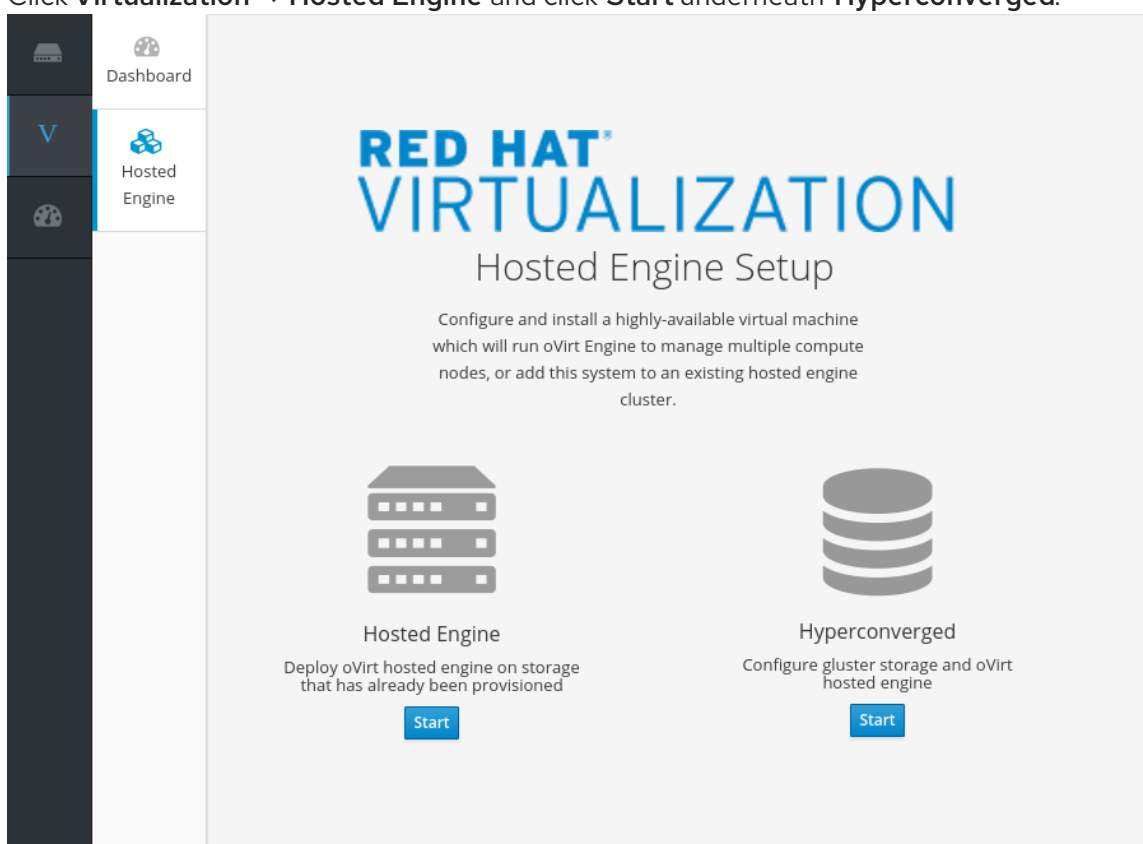 Click Virtualization → Hosted Engine and click Start underneath Hyperconverged.
Dashboard
V
Hosted
Engine
RED HAT®
VIRTUALIZATION
Hosted Engine Setup
Configure and install a highly-available virtual machine
which will run oVirt Engine to manage multiple compute
nodes, or add this system to an existing hosted engine
cluster.
Hosted Engine
Deploy oVirt hosted engine on storage
that has already been provisioned
Start
Hyperconverged
Configure gluster storage and oVirt
hosted engine
Start